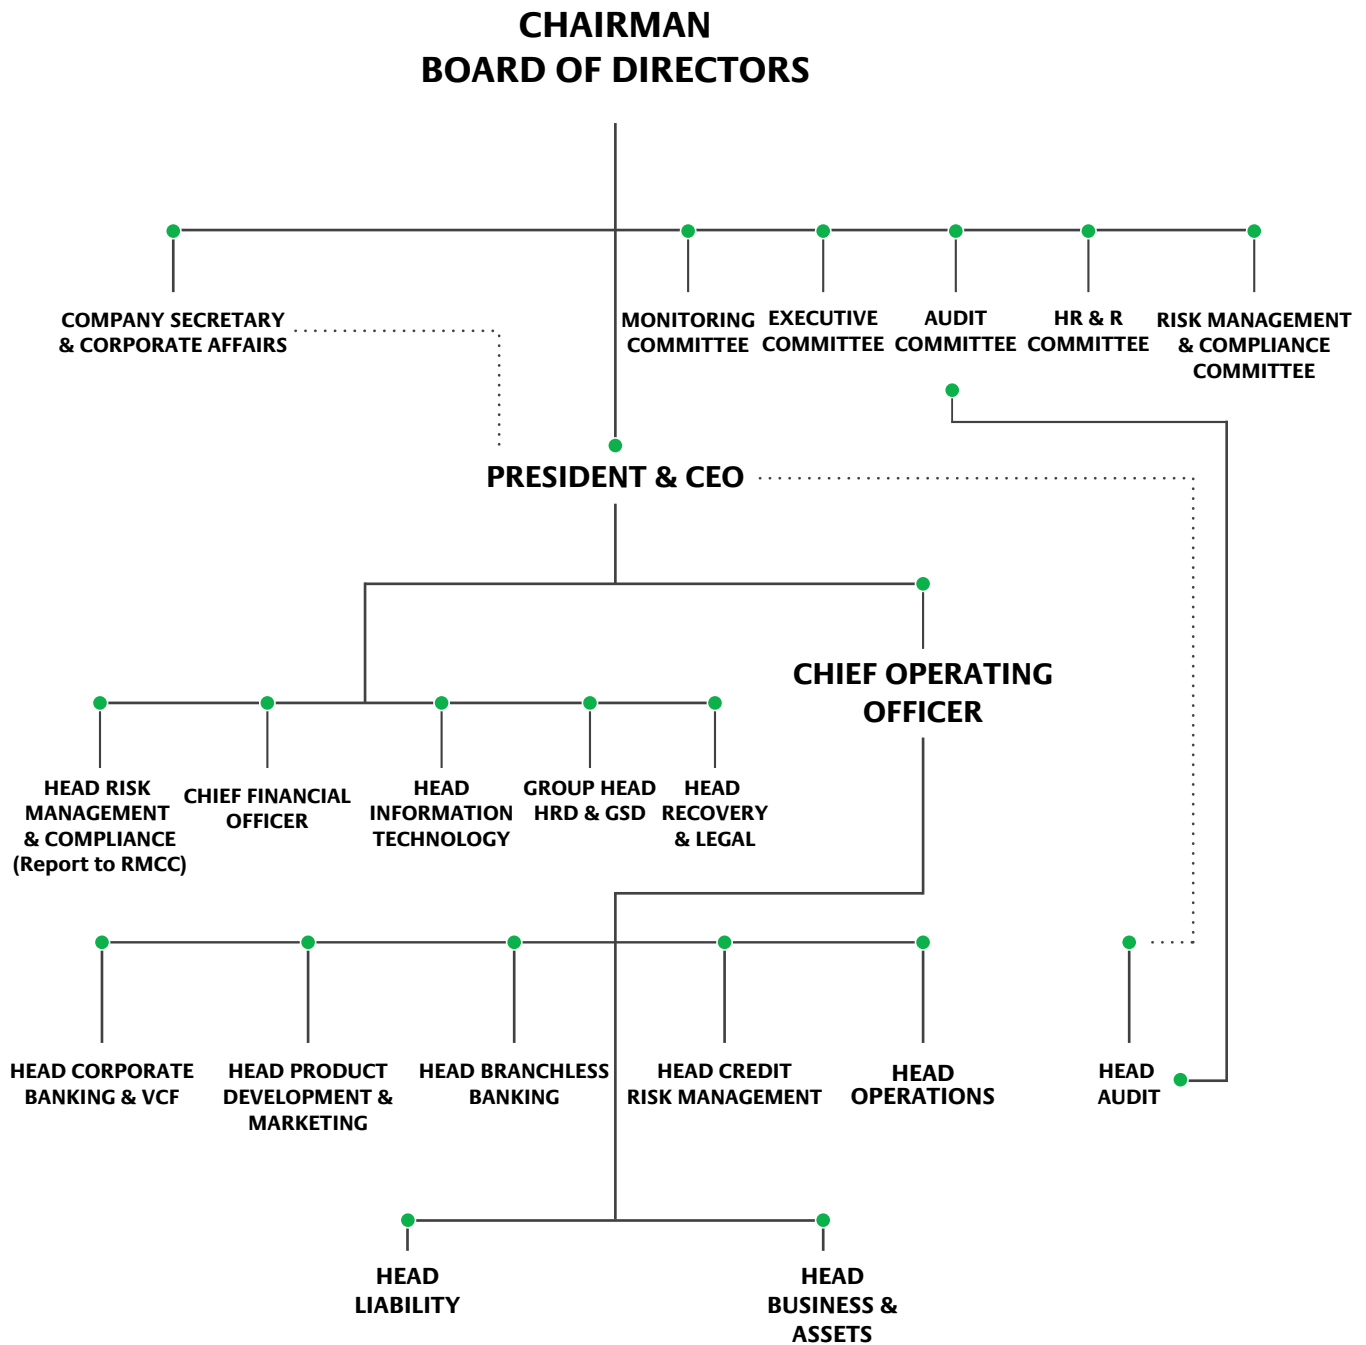 CHAIRMAN
BOARD OF DIRECTORS
COMPANY SECRETARY
& CORPORATE AFFAIRS
MONITORING
COMMITTEE
EXECUTIVE
COMMITTEE
AUDIT
COMMITTEE
HR & R
COMMITTEE
RISK MANAGEMENT
& COMPLIANCE
COMMITTEE
PRESIDENT & CEO
CHIEF OPERATING
OFFICER
HEAD RISK
MANAGEMENT
& COMPLIANCE
(Report to RMCC)
CHIEF FINANCIAL
OFFICER
HEAD
INFORMATION
TECHNOLOGY
GROUP HEAD
HRD & GSD
HEAD
RECOVERY
& LEGAL
HEAD CORPORATE
BANKING & VCF
HEAD PRODUCT
DEVELOPMENT &
MARKETING
HEAD BRANCHLESS
BANKING
HEAD CREDIT
RISK MANAGEMENT
HEAD
OPERATIONS
HEAD
AUDIT
HEAD
LIABILITY
HEAD
BUSINESS &
ASSETS